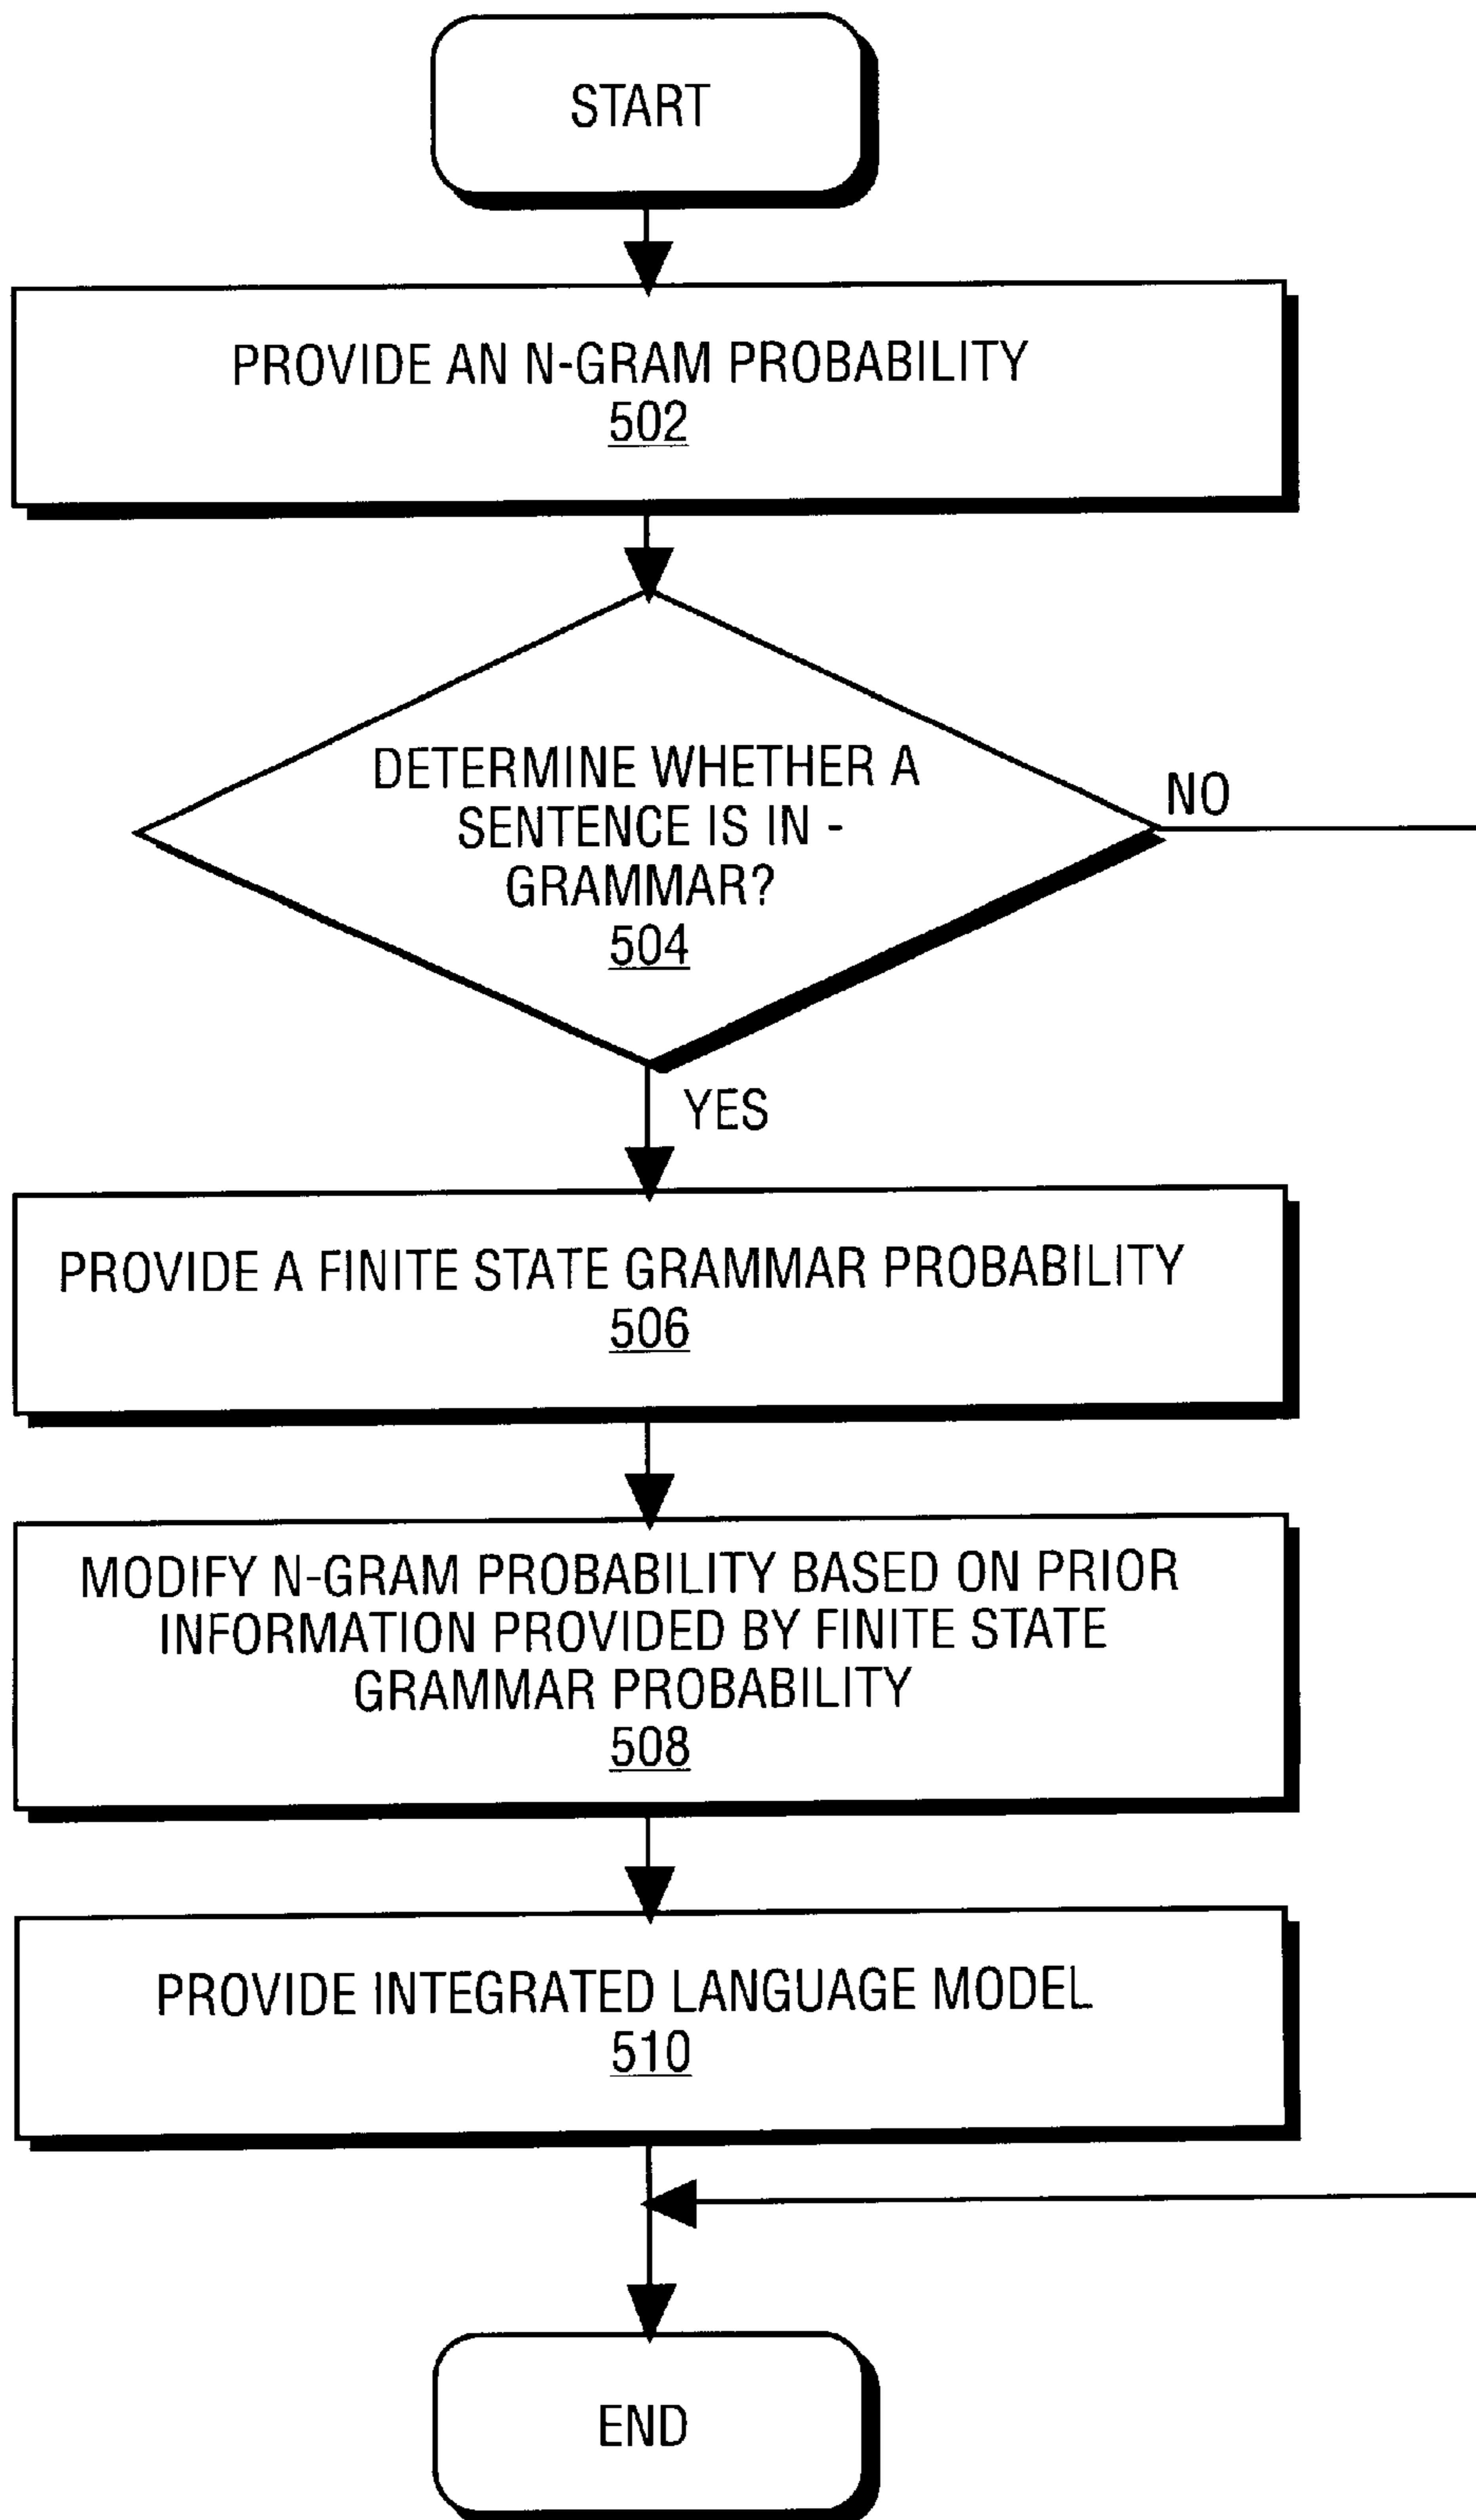 START
PROVIDE AN N-GRAM PROBABILITY
502
DETERMINE WHETHER A
SENTENCE IS IN -
GRAMMAR?
504
NO
YES
PROVIDE A FINITE STATE GRAMMAR PROBABILITY
506
MODIFY N-GRAM PROBABILITY BASED ON PRIOR
INFORMATION PROVIDED BY FINITE STATE
GRAMMAR PROBABILITY
508
PROVIDE INTEGRATED LANGUAGE MODEL
510
END